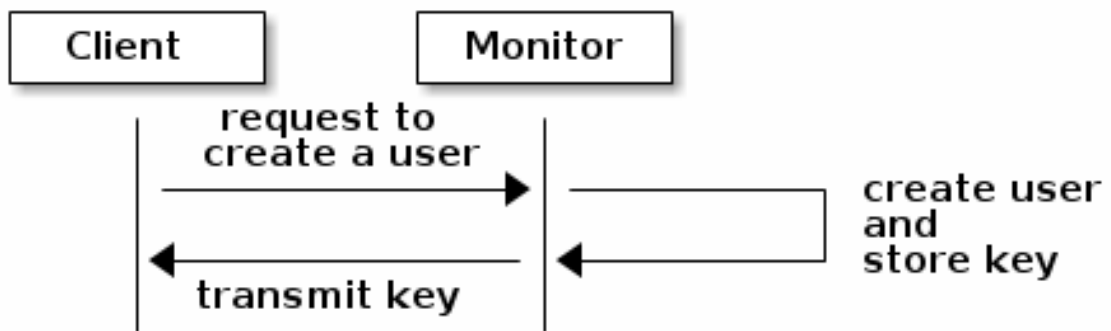 Client
Monitor
request to
create a user
create user
and
store key
transmit key